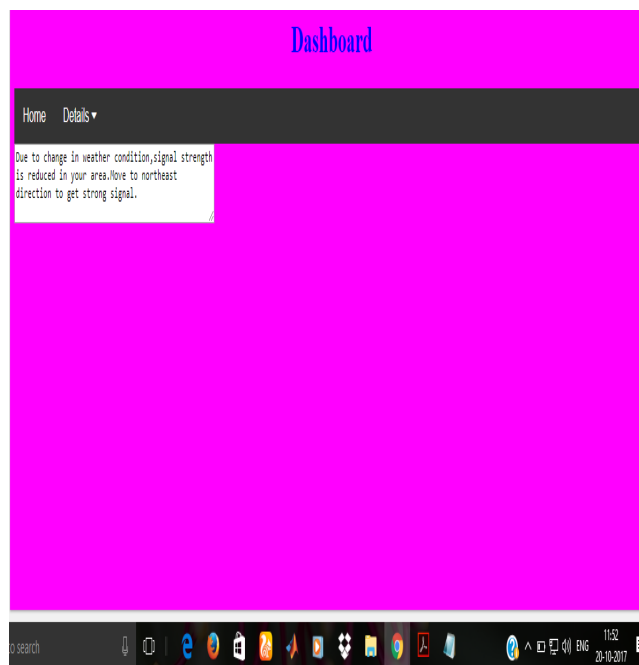 Dashboard
Home Details ▾
Due to change in weather condition,signal strength
is reduced in your area.Move to northeast
direction to get strong signal.
to search
ENG
11:52
20-10-2017